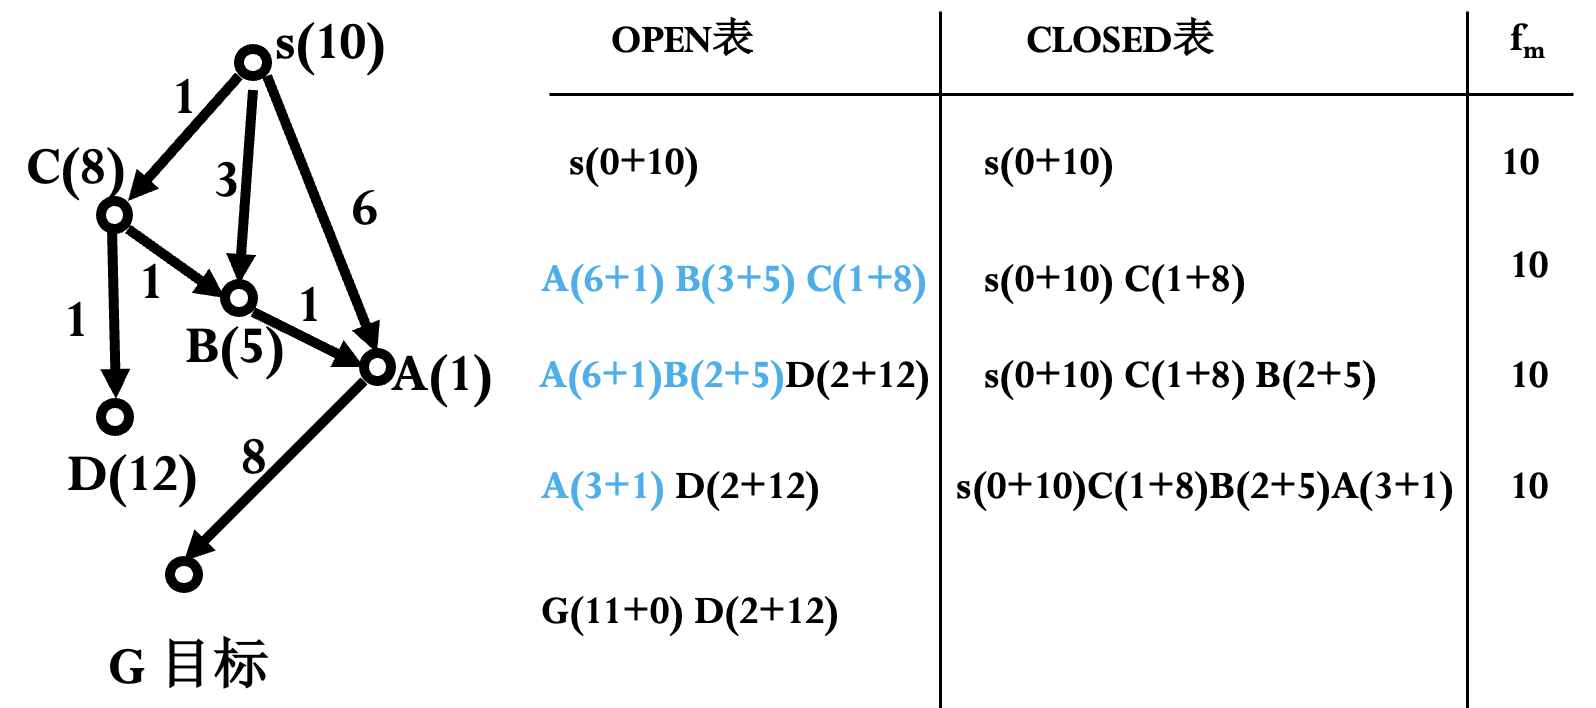 s(10)
1
C(8)
3
6
1
1
1
B(5)
A(1)
D(12)
8
G 目标
OPEN表 CLOSED表 fm
s(0+10) s(0+10) 10
A(6+1) B(3+5) C(1+8) s(0+10) C(1+8) 10
A(6+1)B(2+5)D(2+12) s(0+10) C(1+8) B(2+5) 10
A(3+1) D(2+12) s(0+10)C(1+8)B(2+5)A(3+1) 10
G(11+0) D(2+12)